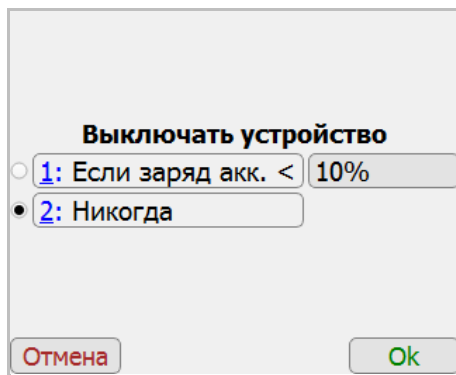 Выключать устройство
1: Если заряд акк. < 10%
2: Никогда
Отмена Ok